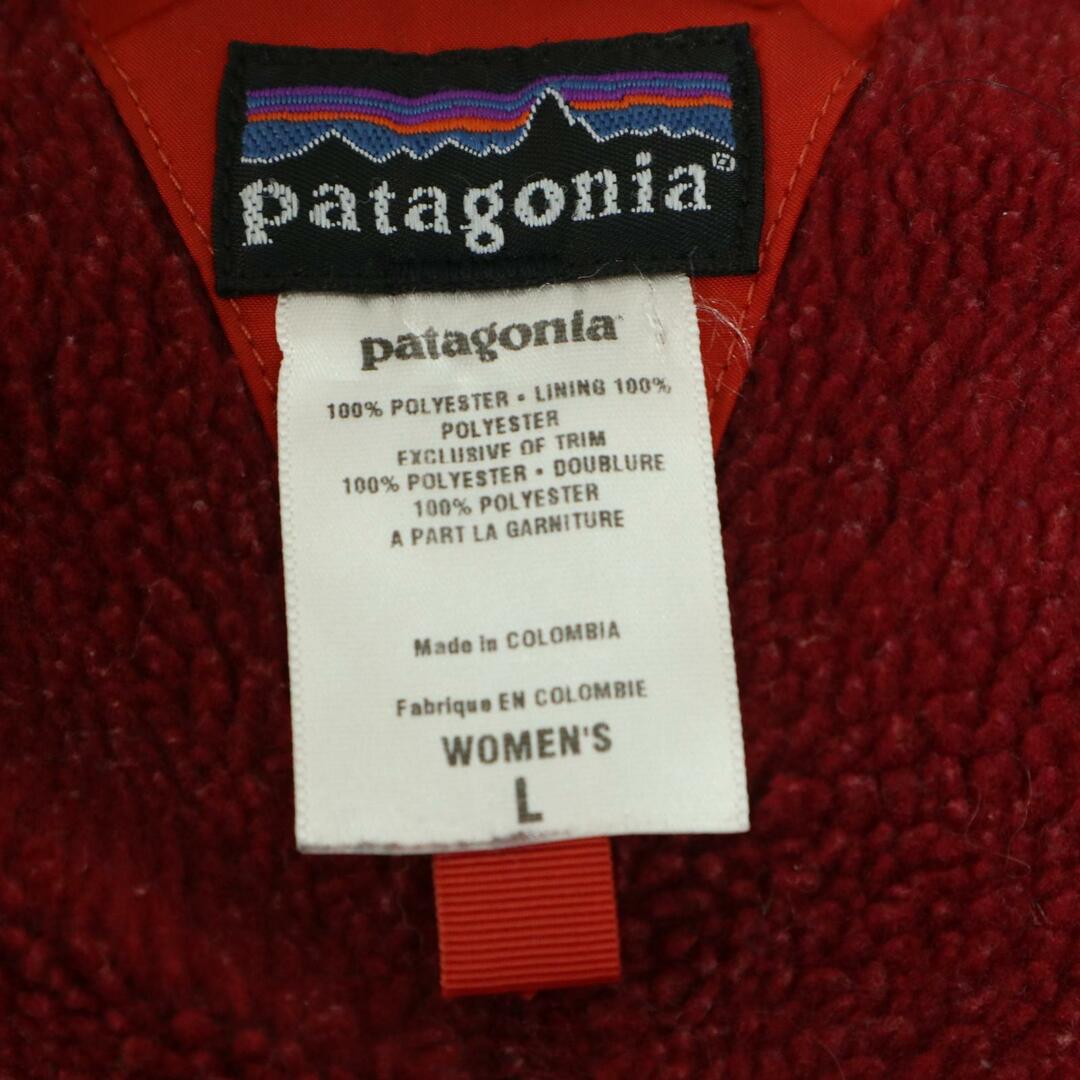 patagonia®
patagonia
100% POLYESTER • LINING 100%
POLYESTER
EXCLUSIVE OF TRIM
100% POLYESTER • DOUBLURE
100% POLYESTER
A PART LA GARNITURE
Made in COLOMBIA
Fabrique EN COLOMBIE
WOMEN'S
L